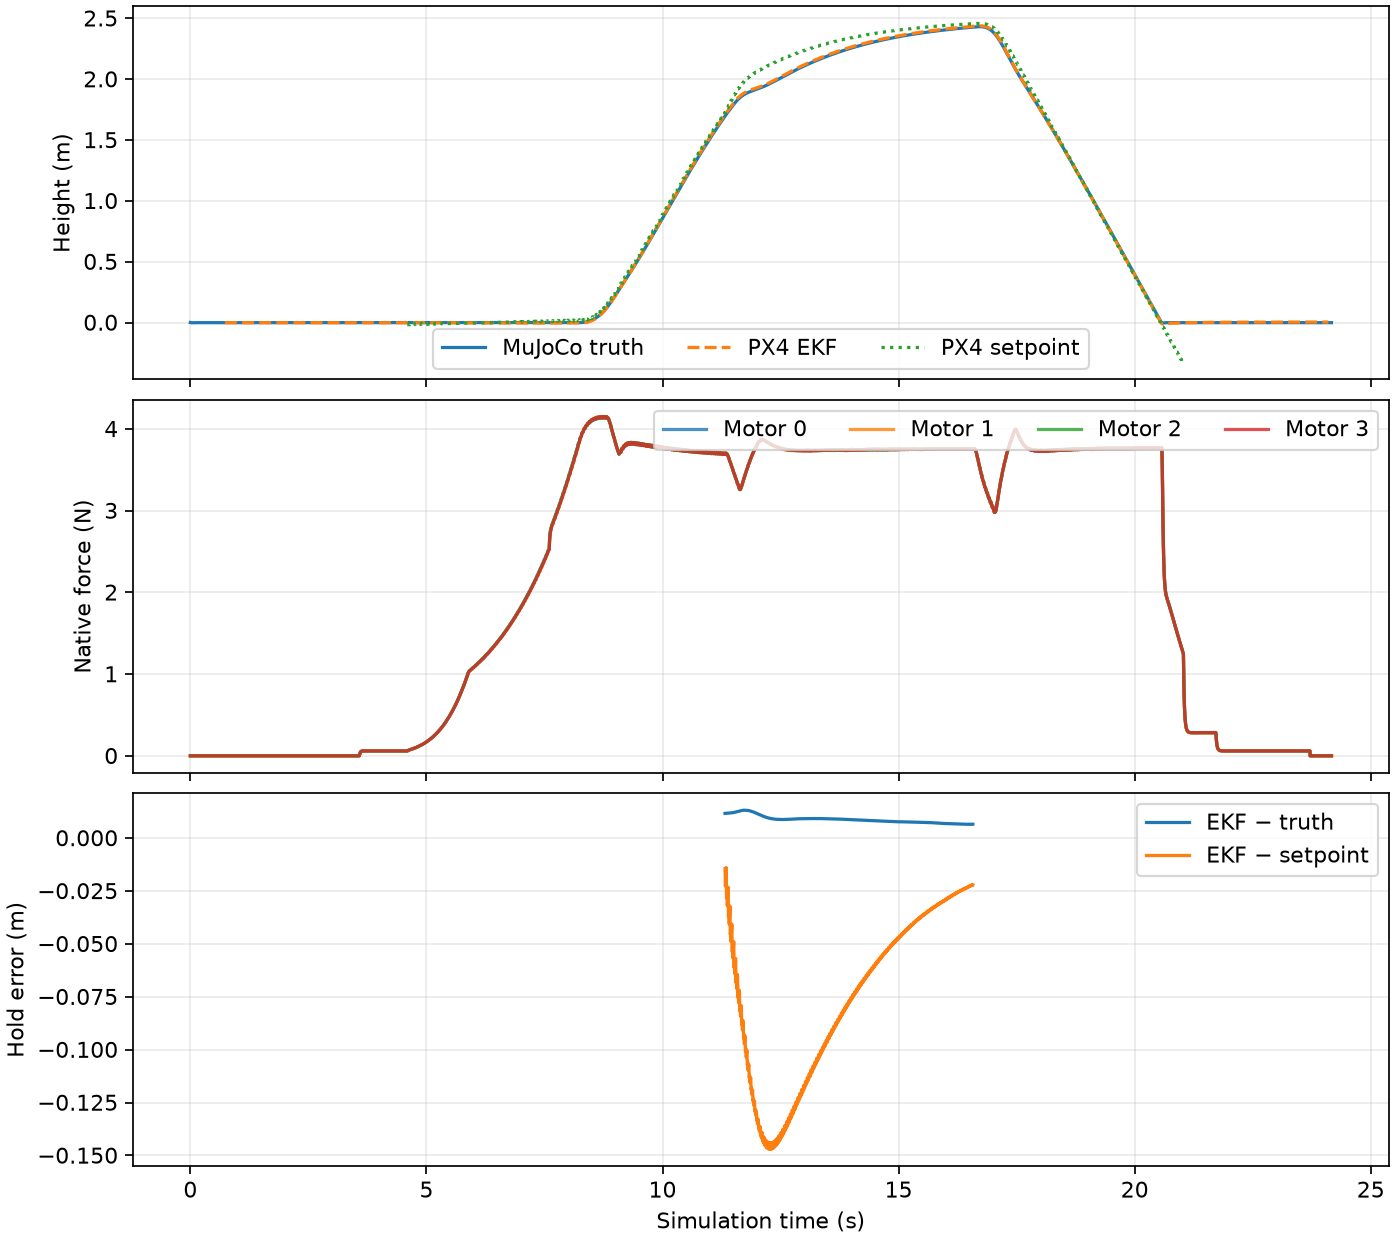 2.5
2.0
1.5
1.0
0.5
0.0
Height (m)
MuJoCo truth PX4 EKF PX4 setpoint
4
3
2
1
0
Native force (N)
Motor 0 Motor 1 Motor 2 Motor 3
0.000
−0.025
−0.050
−0.075
−0.100
−0.125
−0.150
Hold error (m)
EKF − truth
EKF − setpoint
0 5 10 15 20 25
Simulation time (s)